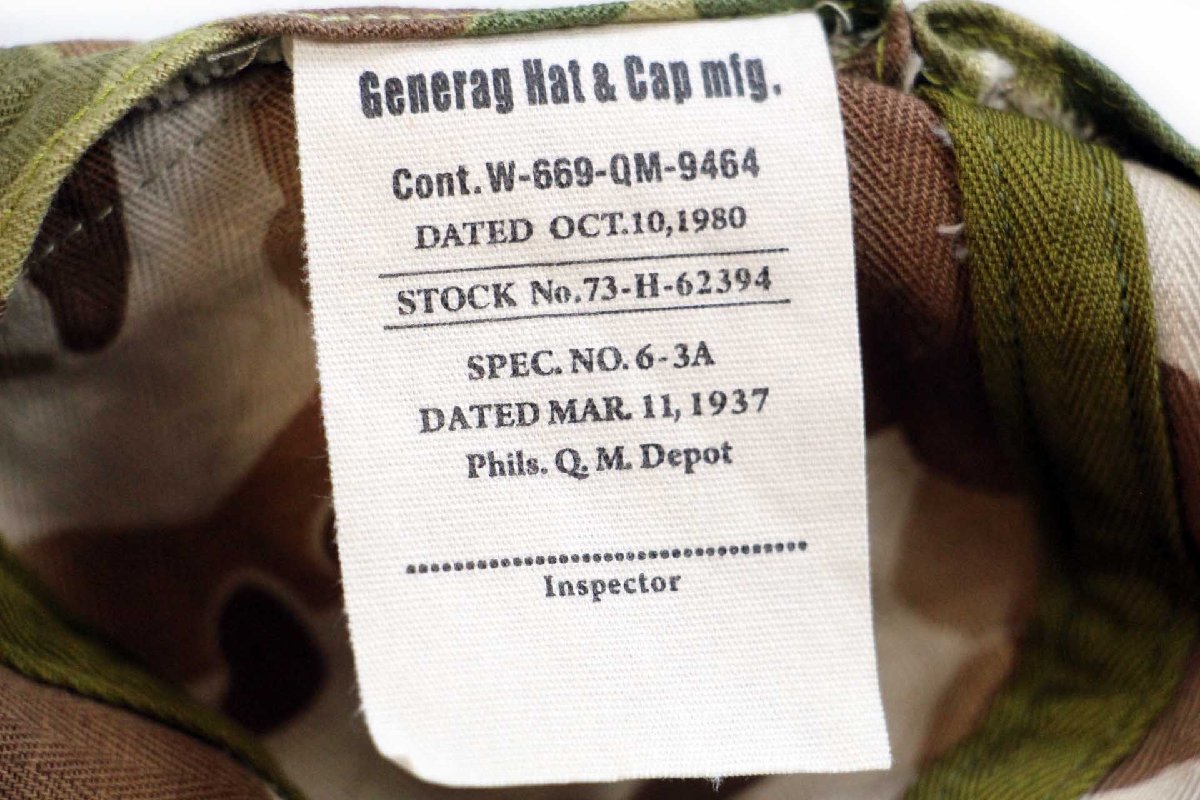 Generag Hat & Cap mfg.
Cont. W-669-QM-9464
DATED OCT.10,1980
STOCK No.73-H-62394
SPEC. NO. 6-3A
DATED MAR. 11, 1937
Phils. Q. M. Depot
Inspector